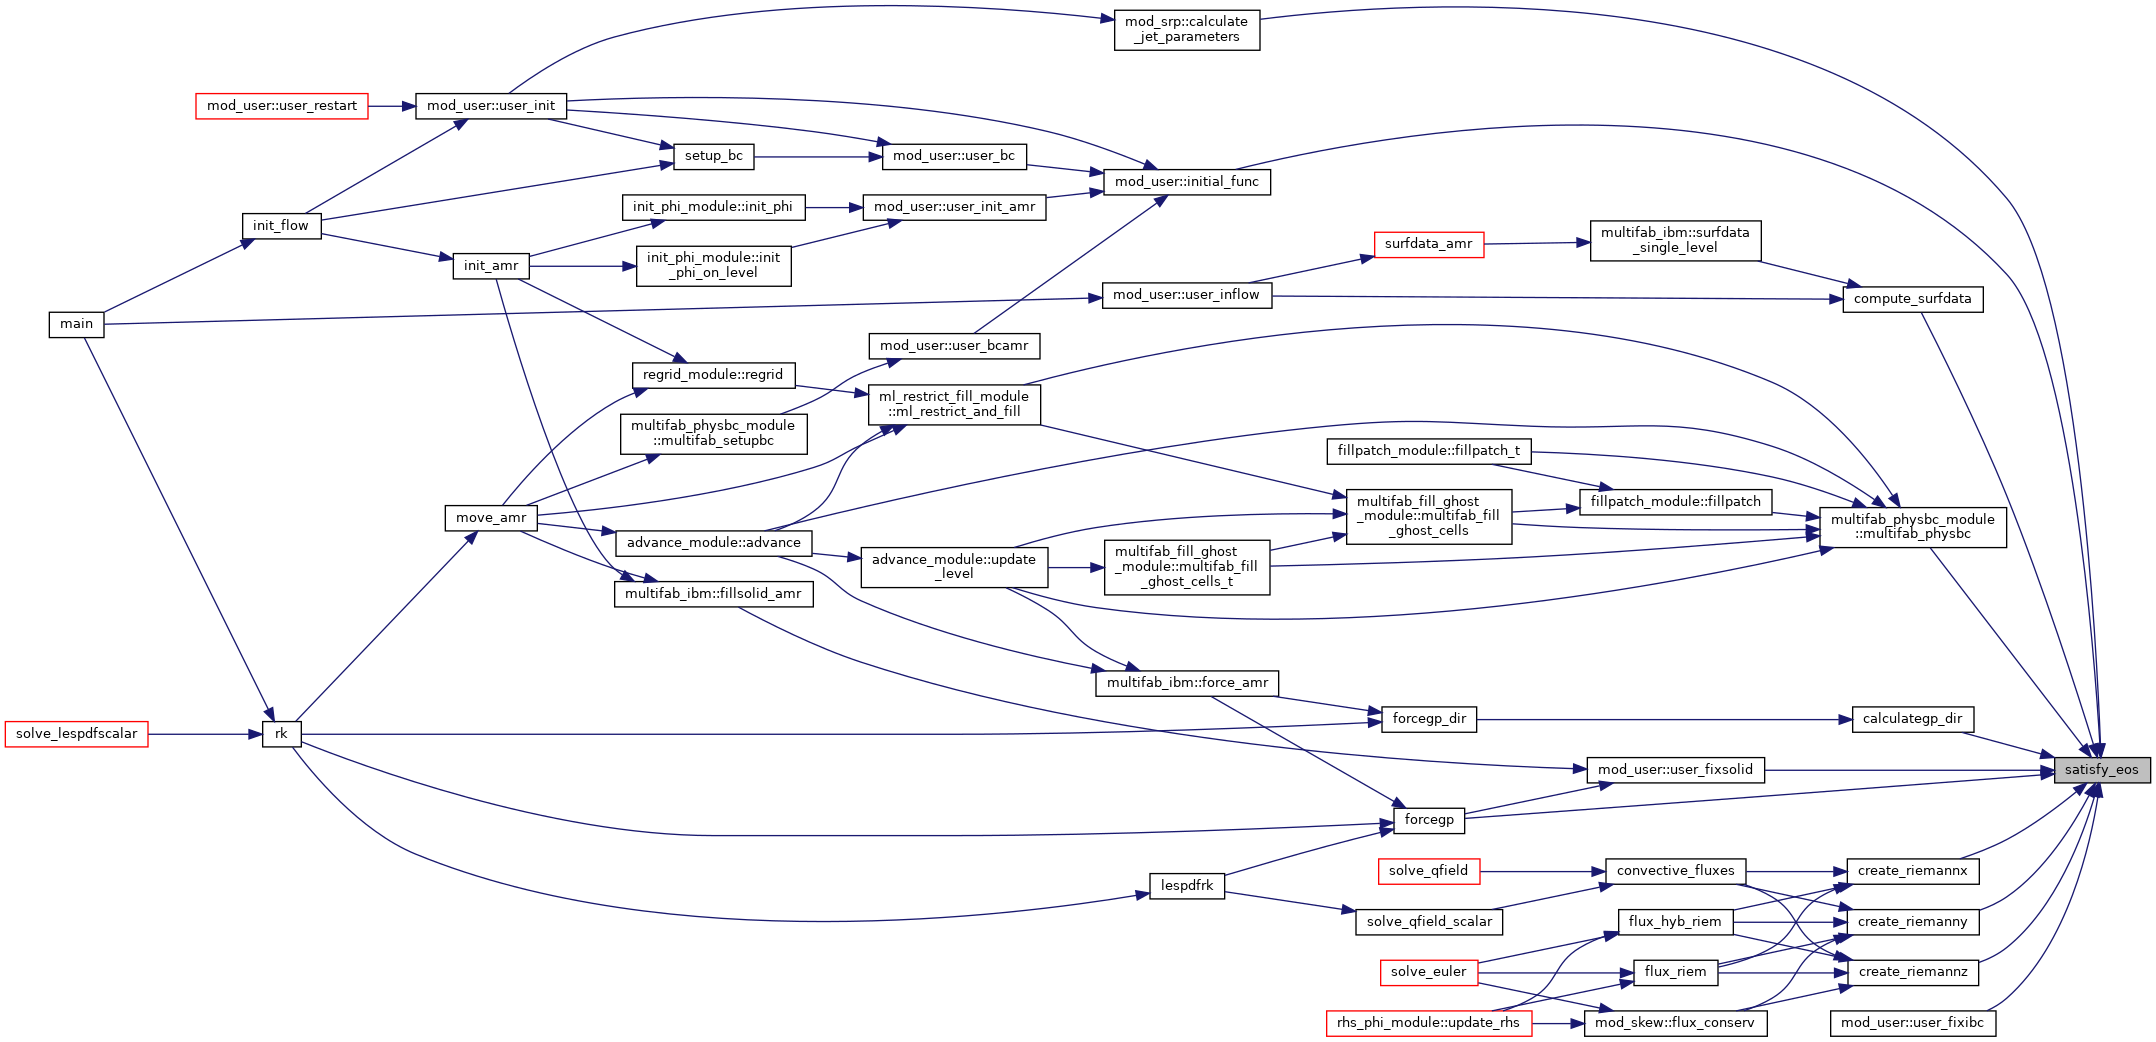 mod_srp::calculate
_jet_parameters
mod_user::user_restart
mod_user::user_init
setup_bc
mod_user::user_bc
mod_user::initial_func
init_phi_module::init_phi
mod_user::user_init_amr
init_flow
init_amr
init_phi_module::init
_phi_on_level
surfdata_amr
multifab_ibm::surfdata
_single_level
mod_user::user_inflow
compute_surfdata
main
mod_user::user_bcamr
regrid_module::regrid
ml_restrict_fill_module
::ml_restrict_and_fill
multifab_physbc_module
::multifab_setupbc
fillpatch_module::fillpatch_t
fillpatch_module::fillpatch
multifab_fill_ghost
_module::multifab_fill
_ghost_cells
move_amr
multifab_physbc_module
::multifab_physbc
advance_module::advance
advance_module::update
_level
multifab_fill_ghost
_module::multifab_fill
_ghost_cells_t
multifab_ibm::fillsolid_amr
multifab_ibm::force_amr
forcegp_dir
calculategp_dir
solve_lespdfscalar
rk
mod_user::user_fixsolid
satisfy_eos
forcegp
solve_qfield
convective_fluxes
create_riemannx
lespdfrk
solve_qfield_scalar
flux_hyb_riem
create_riemanny
solve_euler
flux_riem
create_riemannz
rhs_phi_module::update_rhs
mod_skew::flux_conserv
mod_user::user_fixibc